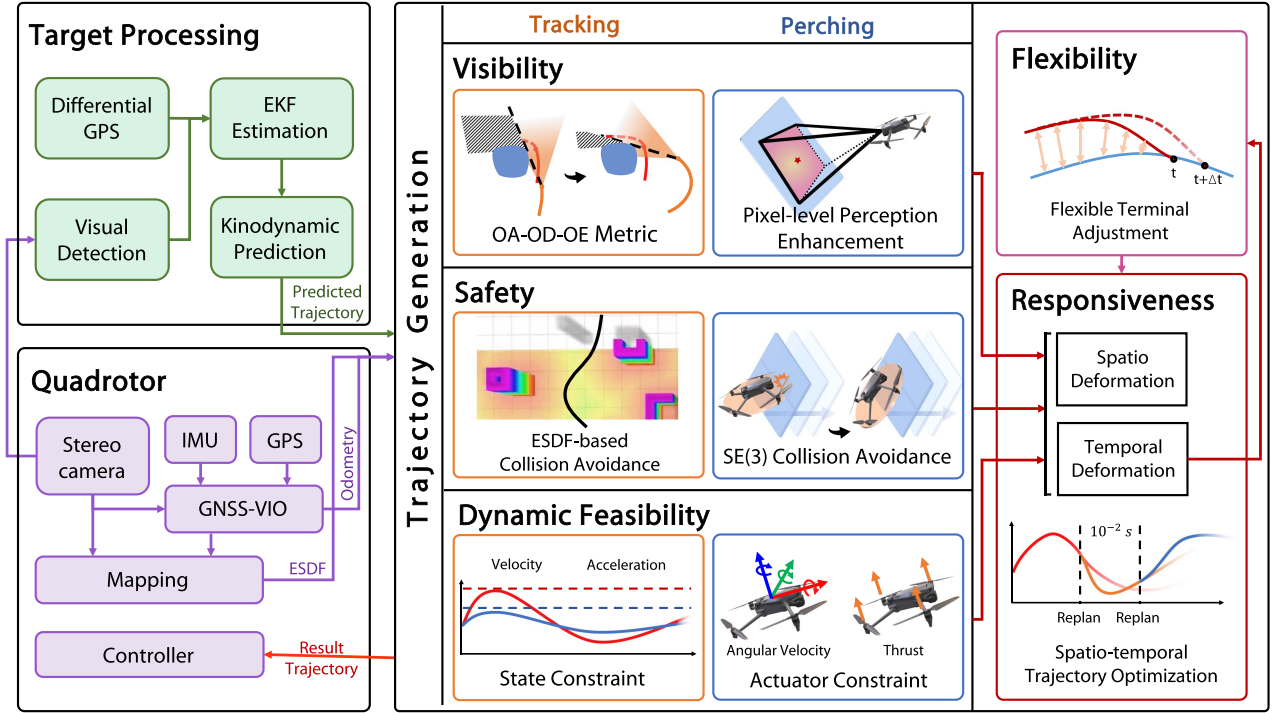 Target Processing
Differential
GPS
EKF
Estimation
Visual
Detection
Kinodynamic
Prediction
Predicted
Trajectory
Quadrotor
Stereo
camera
IMU
GPS
GNSS-VIO
Mapping
Controller
Odometry
ESDF
Result
Trajectory
Trajectory Generation
Tracking
Perching
Visibility
OA-OD-OE Metric
Pixel-level Perception
Enhancement
Safety
ESDF-based
Collision Avoidance
SE(3) Collision Avoidance
Dynamic Feasibility
Velocity
Acceleration
State Constraint
Angular Velocity
Thrust
Actuator Constraint
Flexibility
t
t+Δt
Flexible Terminal
Adjustment
Responsiveness
Spatio
Deformation
Temporal
Deformation
10⁻² s
Replan
Replan
Spatio-temporal
Trajectory Optimization